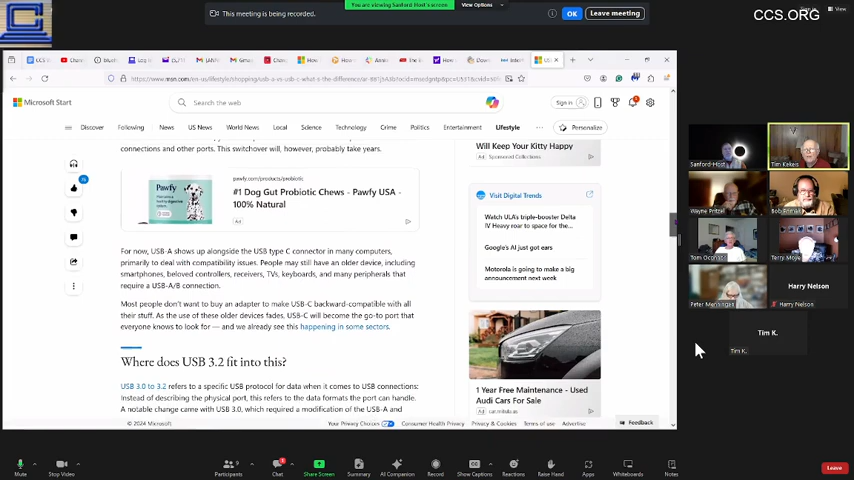 This meeting is being recorded.
You are viewing Sanford-Host's screen
View Options
OK
Leave meeting
CCS.ORG
View
Microsoft Start
Search the web
Sign in
Discover
Following
News
US News
World News
Local
Science
Technology
Crime
Politics
Entertainment
Lifestyle
Personalize
connections and other ports. This switchover will, however, probably take years.
pawfy.com/products/probiotic
#1 Dog Gut Probiotic Chews - Pawfy USA -
100% Natural
Ad
For now, USB-A shows up alongside the USB type C connector in many computers,
primarily to deal with compatibility issues. People may still have an older device, including
smartphones, beloved controllers, receivers, TVs, keyboards, and many peripherals that
require a USB-A/B connection.
Most people don't want to buy an adapter to make USB-C backward-compatible with all
their stuff. As the use of these older devices fades, USB-C will become the go-to port that
everyone knows to look for — and we already see this happening in some sectors.
Where does USB 3.2 fit into this?
USB 3.0 to 3.2 refers to a specific USB protocol for data when it comes to USB connections:
Instead of describing the physical port, this refers to the data formats the port can handle.
A notable change came with USB 3.0, which required a modification of the USB-A and
Will Keep Your Kitty Happy
Ad
Sponsored Collections
Visit Digital Trends
Watch ULA's triple-booster Delta
IV Heavy roar to space for the...
Google's AI just got ears
Motorola is going to make a big
announcement next week
1 Year Free Maintenance - Used
Audi Cars For Sale
Ad
© 2024 Microsoft
Your Privacy Choices
Consumer Health Privacy
Privacy & Cookies
Terms of use
Advertise
Feedback
Sanford-Host
Tim Kekeis
Wayne Pritzel
Terry Moye
Harry Nelson
Harry Nelson
Tim K.
Tim K.
Mute
Stop Video
Participants
Chat
Share Screen
Summary
AI Companion
Record
Show Captions
Reactions
Raise Hand
Apps
Whiteboards
Notes
Leave